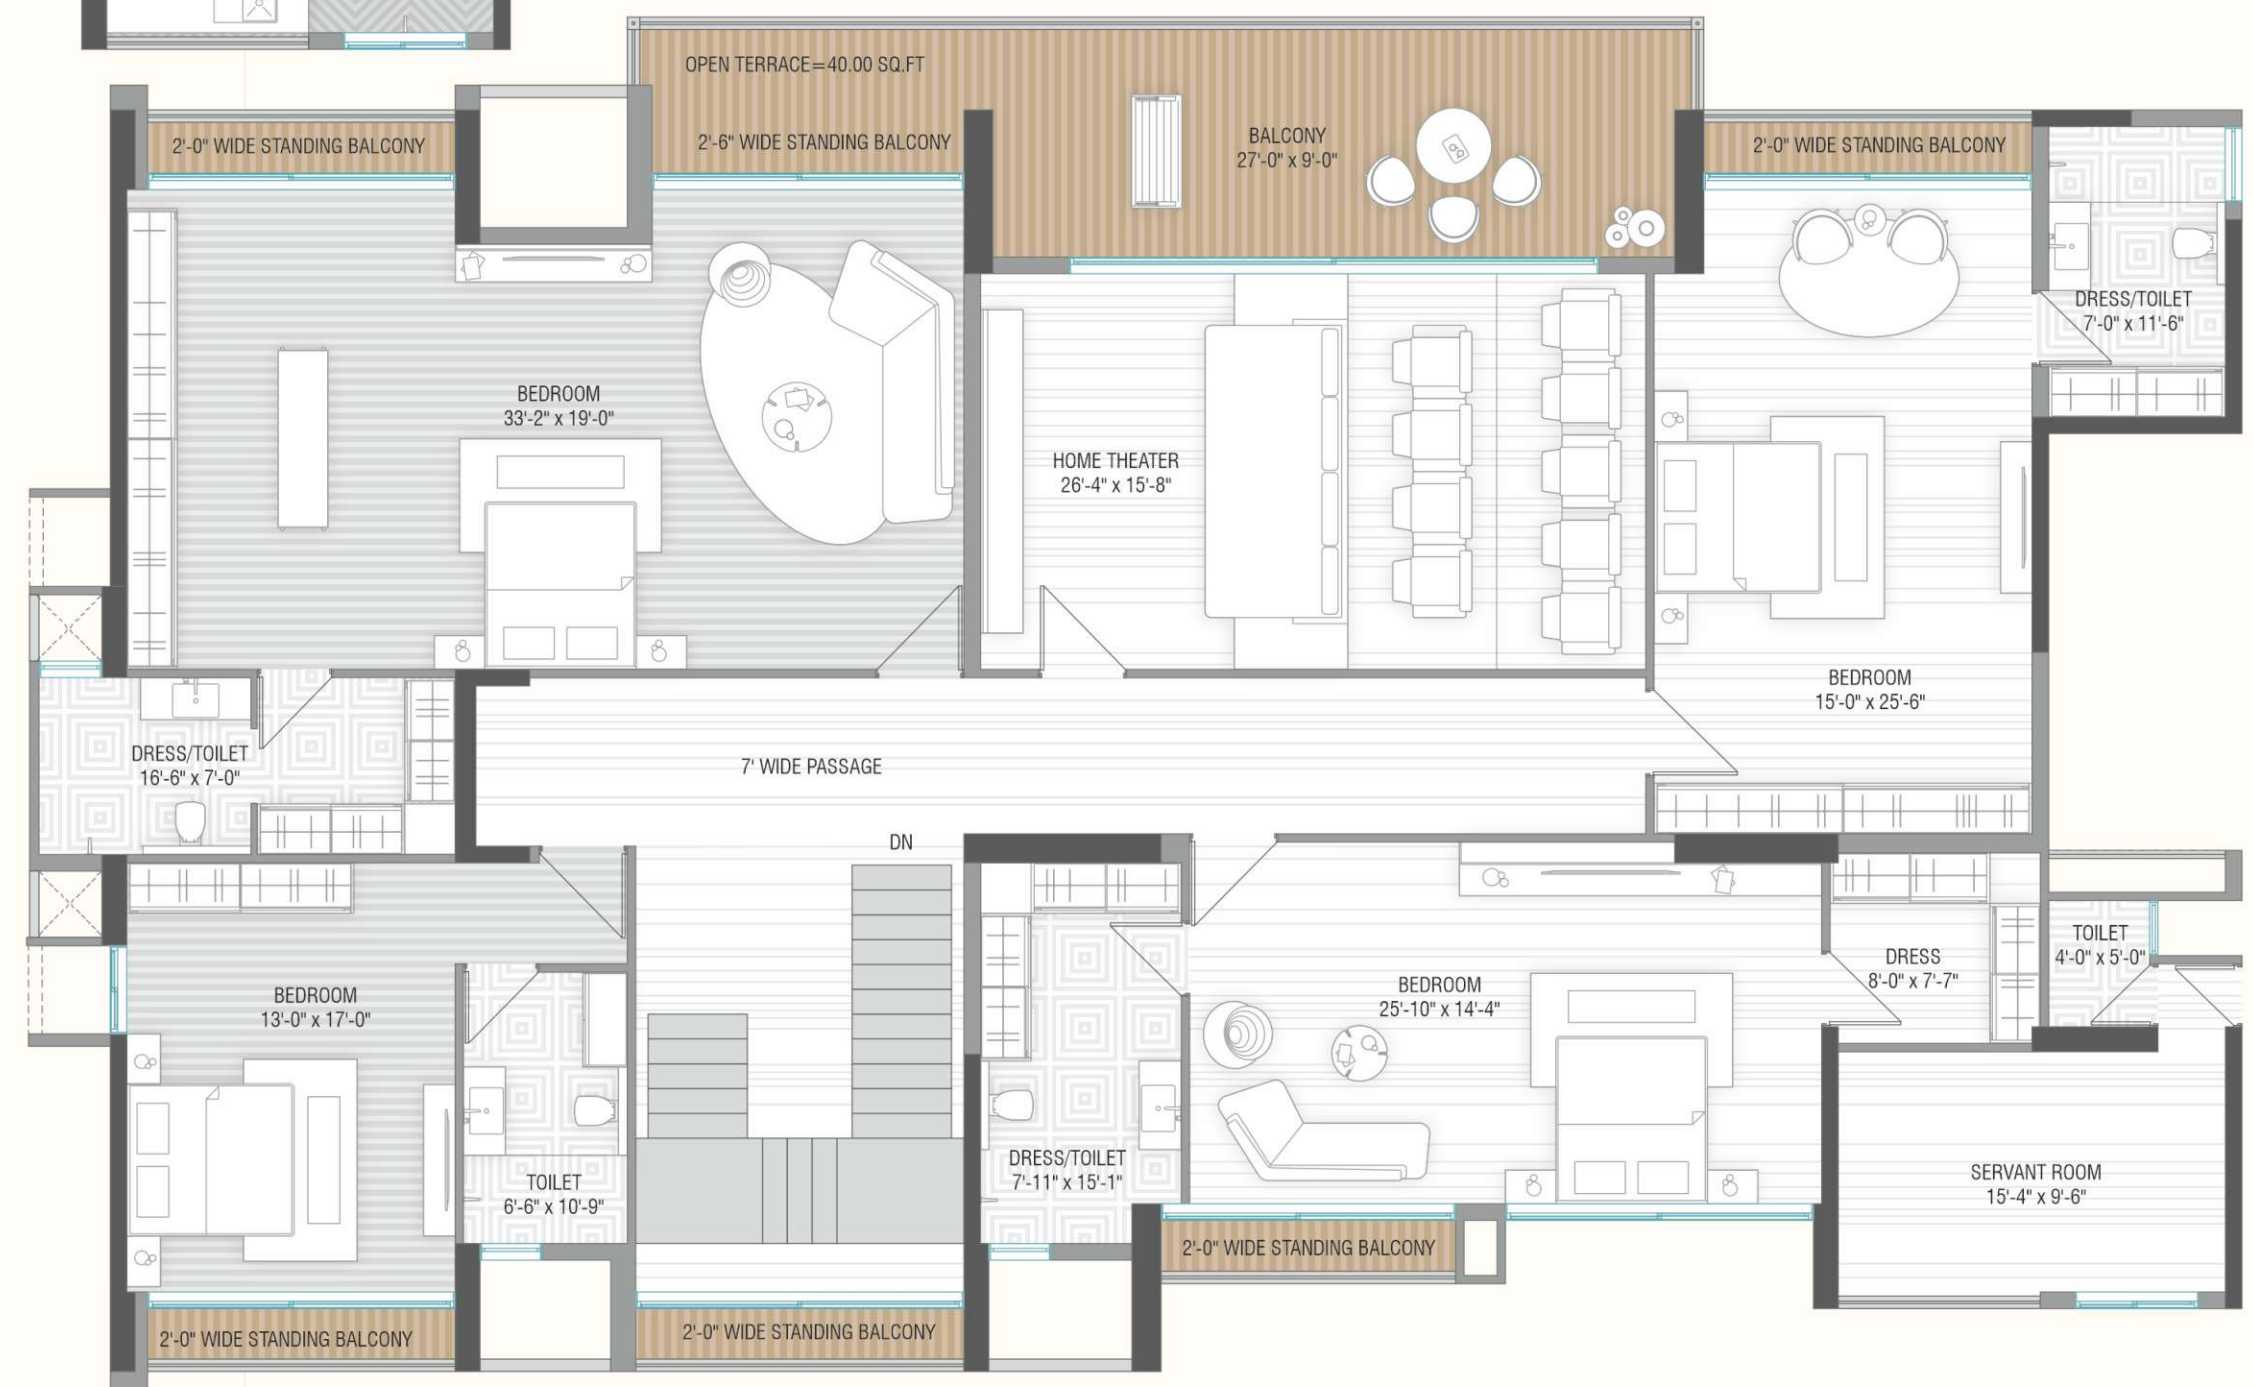 OPEN TERRACE=40.00 SQ.FT
2'-0" WIDE STANDING BALCONY
2'-6" WIDE STANDING BALCONY
BALCONY
27'-0" x 9'-0"
2'-0" WIDE STANDING BALCONY
DRESS/TOILET
7'-0" x 11'-6"
BEDROOM
33'-2" x 19'-0"
HOME THEATER
26'-4" x 15'-8"
BEDROOM
15'-0" x 25'-6"
DRESS/TOILET
16'-6" x 7'-0"
7' WIDE PASSAGE
DN
BEDROOM
13'-0" x 17'-0"
BEDROOM
25'-10" x 14'-4"
DRESS
8'-0" x 7'-7"
TOILET
4'-0" x 5'-0"
TOILET
6'-6" x 10'-9"
DRESS/TOILET
7'-11" x 15'-1"
SERVANT ROOM
15'-4" x 9'-6"
2'-0" WIDE STANDING BALCONY
2'-0" WIDE STANDING BALCONY
2'-0" WIDE STANDING BALCONY